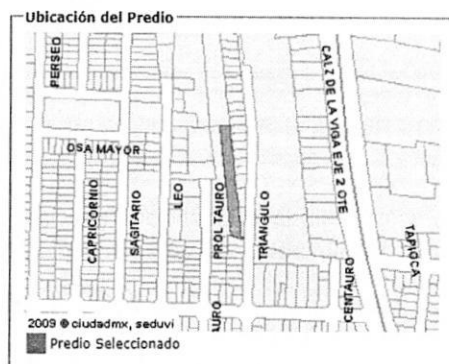 Ubicación del Predio
PERSEO
OSA MAYOR
CAPRICORNIO
SAGITARIO
LEO
PROL TAURO
AURO
TRIANGULO
CALZ DE LA VIGA EJE 2 OTE
CENTAURO
TAPIOCA
2009 © ciudadmx, seduvi
Predio Seleccionado